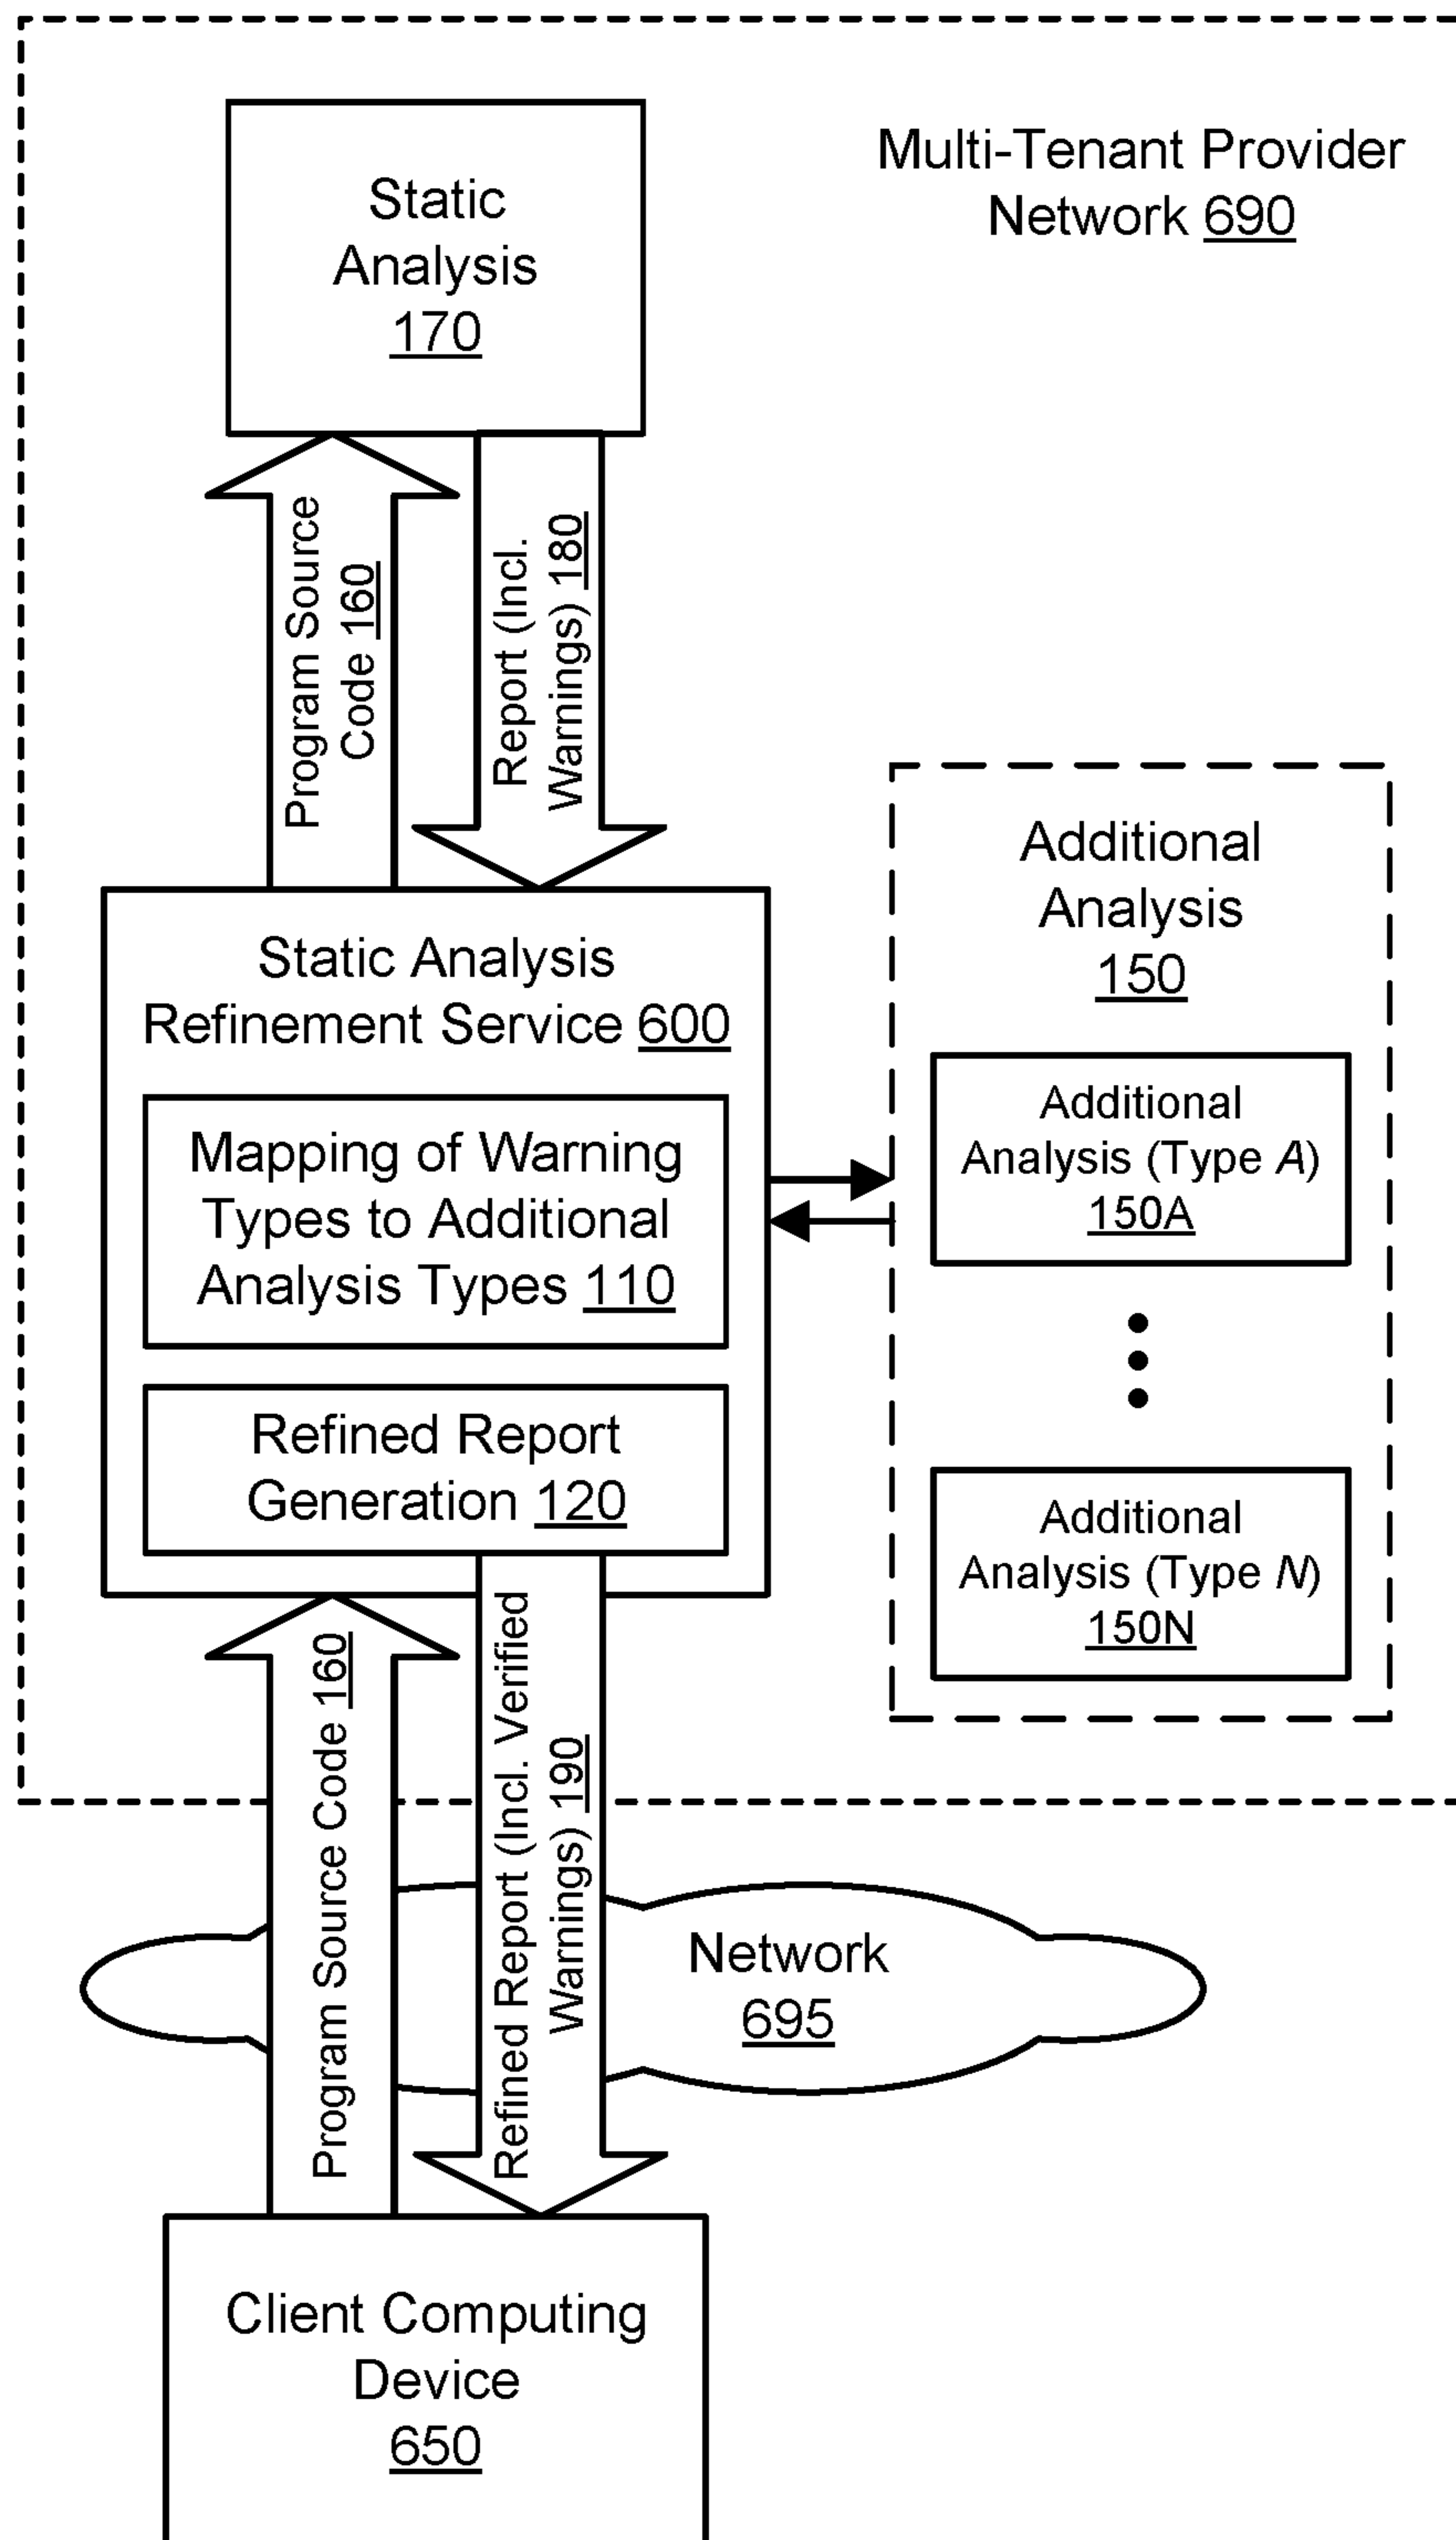 Multi-Tenant Provider
Network 690
Static
Analysis
170
Program Source
Code 160
Report (Incl.
Warnings) 180
Static Analysis
Refinement Service 600
Mapping of Warning
Types to Additional
Analysis Types 110
Refined Report
Generation 120
Additional
Analysis
150
Additional
Analysis (Type A)
150A
Additional
Analysis (Type N)
150N
Program Source Code 160
Refined Report (Incl. Verified
Warnings) 190
Network
695
Client Computing
Device
650